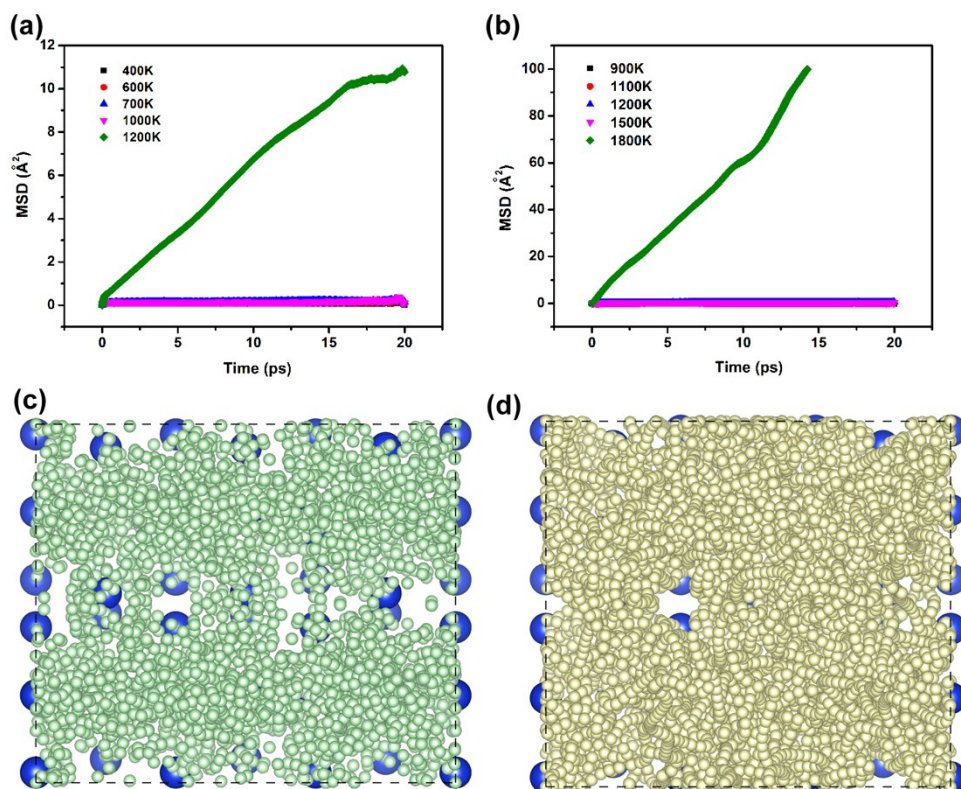 (a)
12
10
8
6
4
2
0
MSD (Å²)
400K
600K
700K
1000K
1200K
0 5 10 15 20
Time (ps)
(b)
100
80
60
40
20
0
MSD (Å²)
900K
1100K
1200K
1500K
1800K
0 5 10 15 20
Time (ps)
(c)
(d)